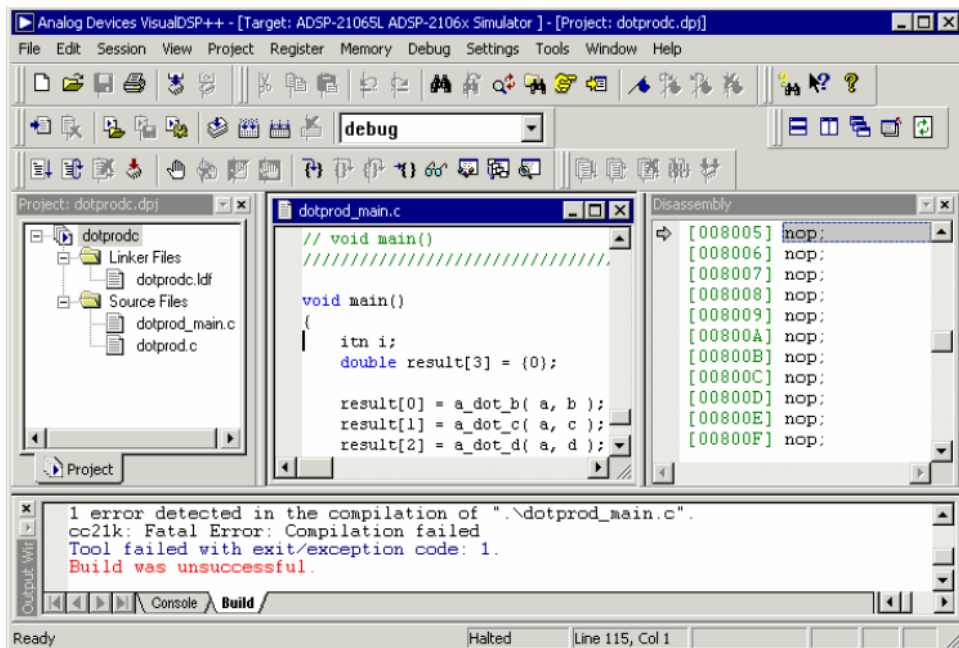 Analog Devices VisualDSP++ - [Target: ADSP-21065L ADSP-2106x Simulator ] - [Project: dotprodc.dpj]
File Edit Session View Project Register Memory Debug Settings Tools Window Help
debug
Project: dotprodc.dpj
dotprodc
Linker Files
dotprodc.ldf
Source Files
dotprod_main.c
dotprod.c
Project
dotprod_main.c
// void main()
/////////////////////////////////.
void main()
{
itn i;
double result[3] = {0};
result[0] = a_dot_b( a, b );
result[1] = a_dot_c( a, c );
result[2] = a_dot_d( a, d );
Disassembly
[008005] nop;
[008006] nop;
[008007] nop;
[008008] nop;
[008009] nop;
[00800A] nop;
[00800B] nop;
[00800C] nop;
[00800D] nop;
[00800E] nop;
[00800F] nop;
Output Wir
1 error detected in the compilation of ".\dotprod_main.c".
cc21k: Fatal Error: Compilation failed
Tool failed with exit/exception code: 1.
Build was unsuccessful.
Console Build
Ready Halted Line 115, Col 1